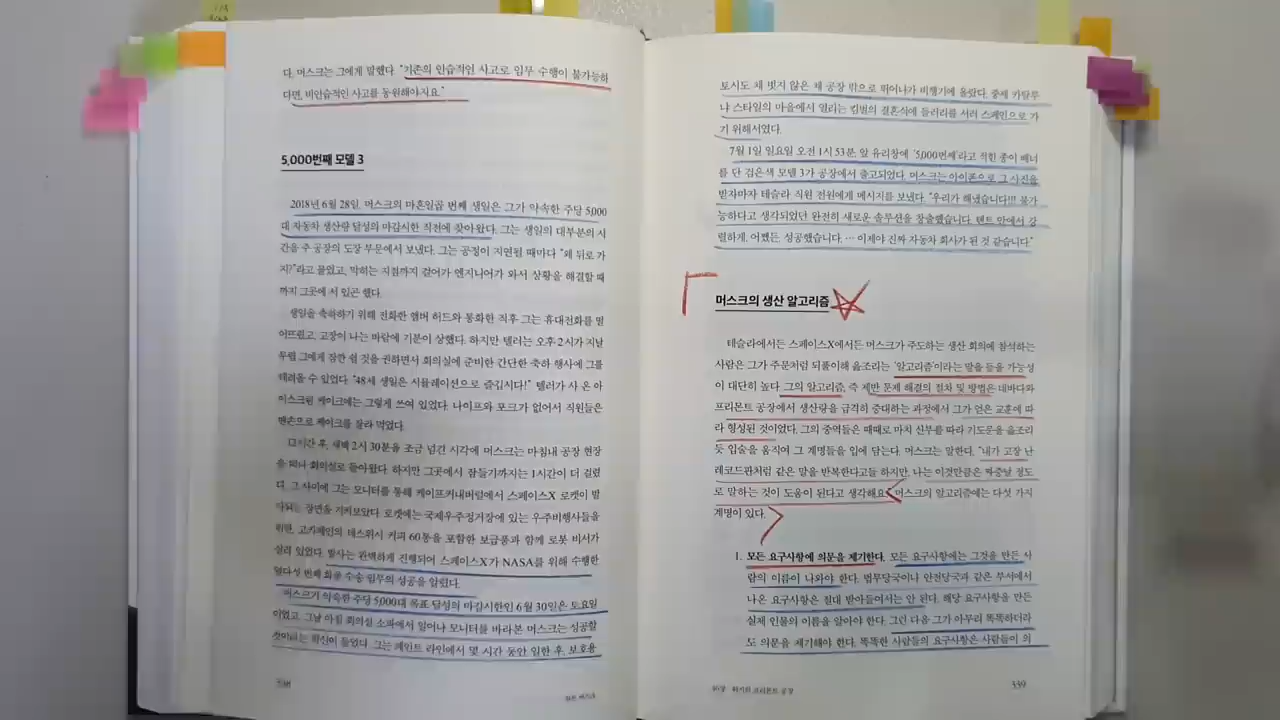 다. 머스크는 그에게 말했다. “기존의 인습적인 사고로 임무 수행이 불가능하
다면, 비인습적인 사고를 동원해야지요.”
5,000번째 모델 3
2018년 6월 28일, 머스크의 마흔일곱 번째 생일은 그가 약속한 주당 5,000
대 자동차 생산량 달성의 마감시한 직전에 찾아왔다. 그는 생일의 대부분의 시
간을 주 공장의 도장 부문에서 보냈다. 그는 공정이 지연될 때마다 “왜 뒤로 가
지?”라고 물었고, 막히는 지점까지 걸어가 엔지니어가 와서 상황을 해결할 때
까지 그곳에 서 있곤 했다.
생일을 축하하기 위해 전화한 앰버 허드와 통화한 직후 그는 휴대전화를 떨
어뜨렸고, 고장이 나는 바람에 기분이 상했다. 하지만 텔러는 오후 2시가 지날
무렵 그에게 잠깐 쉴 것을 권하면서 회의실에 준비한 간단한 축하 행사에 그를
데려올 수 있었다. “48세 생일은 시뮬레이션으로 즐깁시다!” 텔러가 사 온 아
이스크림 케이크에는 그렇게 쓰여 있었다. 나이프와 포크가 없어서 직원들은
맨손으로 케이크를 잘라 먹었다.
12시간 후, 새벽 2시 30분을 조금 넘긴 시각에 머스크는 마침내 공장 현장
을 떠나 회의실로 돌아왔다. 하지만 그곳에서 잠들기까지는 1시간이 더 걸렸
다. 그 사이에 그는 모니터를 통해 케이프커내버럴에서 스페이스X 로켓이 발
사되는 장면을 지켜보았다. 로켓에는 국제우주정거장에 있는 우주비행사들을
위한, 고카페인의 데스위시 커피 60통을 포함한 보급품과 함께 로봇 비서가
실려 있었다. 발사는 완벽하게 진행되어 스페이스X가 NASA를 위해 수행한
열다섯 번째 화물 수송 임무의 성공을 알렸다.
머스크가 약속한 주당 5,000대 목표 달성의 마감시한인 6월 30일은 토요일
이었고, 그날 아침 회의실 소파에서 일어나 모니터를 바라본 머스크는 성공할
것이라는 확신이 들었다. 그는 페인트 라인에서 몇 시간 동안 일한 후, 보호용
토시도 채 벗지 않은 채 공장 밖으로 뛰어나가 비행기에 올랐다. 중세 카탈루
냐 스타일의 마을에서 열리는 킴벌의 결혼식에 들러리를 서러 스페인으로 가
기 위해서였다.
7월 1일 일요일 오전 1시 53분, 앞 유리창에 ‘5,000번째’라고 적힌 종이 배너
를 단 검은색 모델 3가 공장에서 출고되었다. 머스크는 아이폰으로 그 사진을
받자마자 테슬라 직원 전원에게 메시지를 보냈다. “우리가 해냈습니다!!! 불가
능하다고 생각되었던 완전히 새로운 솔루션을 창출했습니다. 텐트 안에서 강
렬하게. 어쨌든, 성공했습니다. … 이제야 진짜 자동차 회사가 된 것 같습니다.”
머스크의 생산 알고리즘
테슬라에서든 스페이스X에서든 머스크가 주도하는 생산 회의에 참석하는
사람은 그가 주문처럼 되풀이해 읊조리는 ‘알고리즘’이라는 말을 들을 가능성
이 대단히 높다. 그의 알고리즘, 즉 제반 문제 해결의 절차 및 방법은 네바다와
프리몬트 공장에서 생산량을 급격히 증대하는 과정에서 그가 얻은 교훈에 따
라 형성된 것이었다. 그의 중역들은 때때로 마치 신부를 따라 기도문을 읊조리
듯 입술을 움직여 그 계명들을 입에 담는다. 머스크는 말한다. “내가 고장 난
레코드판처럼 같은 말을 반복한다고들 하지만, 나는 이것만큼은 짜증날 정도
로 말하는 것이 도움이 된다고 생각해요.” 머스크의 알고리즘에는 다섯 가지
계명이 있다.
1. 모든 요구사항에 의문을 제기한다. 모든 요구사항에는 그것을 만든 사
람의 이름이 나와야 한다. 법무당국이나 안전당국과 같은 부서에서
나온 요구사항은 절대 받아들여서는 안 된다. 해당 요구사항을 만든
실제 인물의 이름을 알아야 한다. 그런 다음 그가 아무리 똑똑하더라
도 의문을 제기해야 한다. 똑똑한 사람들의 요구사항은 사람들이 의
46장 위기의 프리몬트 공장
339